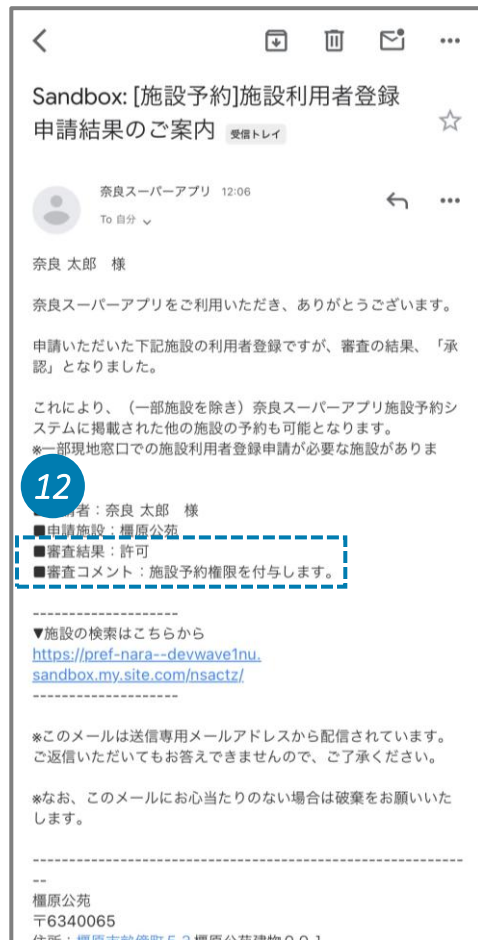 Sandbox: [施設予約]施設利用者登録
申請結果のご案内 受信トレイ
奈良スーパーアプリ 12:06
To 自分
奈良 太郎 様
奈良スーパーアプリをご利用いただき、ありがとうございます。
申請いただいた下記施設の利用者登録ですが、審査の結果、「承
認」となりました。
これにより、（一部施設を除き）奈良スーパーアプリ施設予約シ
ステムに掲載された他の施設の予約も可能となります。
※一部現地窓口での施設利用者登録申請が必要な施設がありま
12
者：奈良 太郎 様
■申請施設：橿原公苑
■審査結果：許可
■審査コメント：施設予約権限を付与します。
--------------------
▼施設の検索はこちらから
https://pref-nara--devwave1nu.
sandbox.my.site.com/nsactz/
--------------------
※このメールは送信専用メールアドレスから配信されています。
ご返信いただいてもお答えできませんので、ご了承ください。
※なお、このメールにお心当たりのない場合は破棄をお願いいた
します。
------------------------------------------------------------
--
橿原公苑
〒6340065